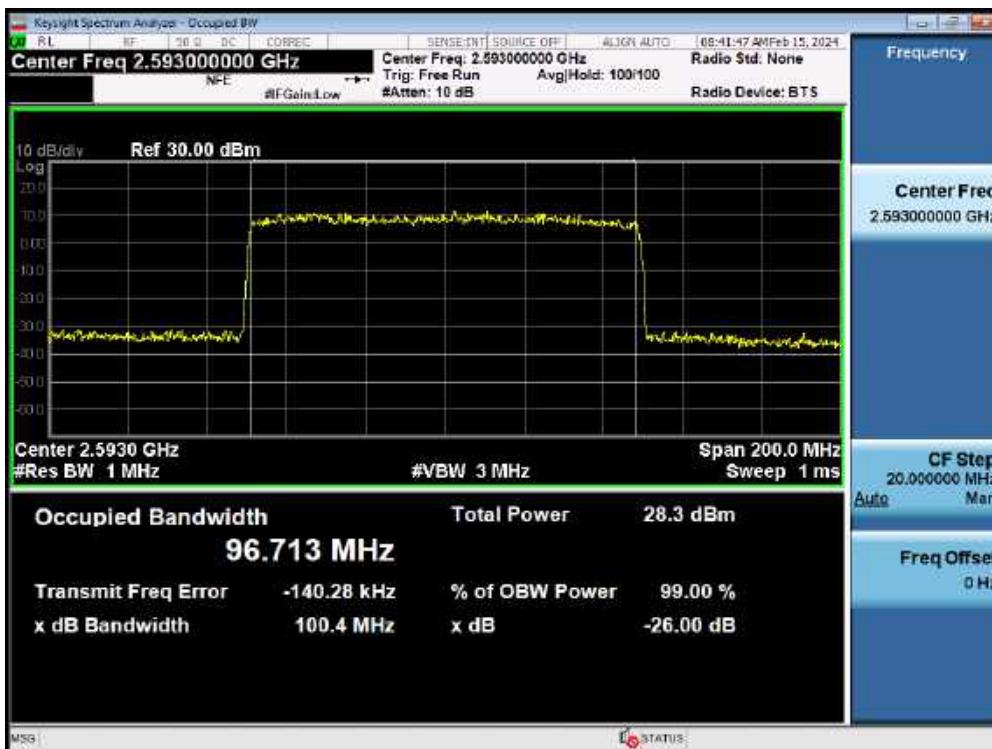 Keysight Spectrum Analyzer - Occupied BW
RL RF 50 Ω DC CORREC SENSE:INT SOURCE OFF ALIGN AUTO 08:41:47 AM Feb 15, 2024
Center Freq 2.593000000 GHz
Center Freq: 2.593000000 GHz
Radio Std: None
Frequency
NFE
Trig: Free Run
Avg|Hold: 100/100
#IFGain:Low
#Atten: 10 dB
Radio Device: BTS
10 dB/div
Ref 30.00 dBm
Log
20.0
10.0
0.00
-10.0
-20.0
-30.0
-40.0
-50.0
-60.0
Center Freq
2.593000000 GHz
Center 2.5930 GHz
Span 200.0 MHz
#Res BW 1 MHz
#VBW 3 MHz
Sweep 1 ms
CF Step
20.000000 MHz
Auto Man
Occupied Bandwidth
Total Power 28.3 dBm
96.713 MHz
Transmit Freq Error -140.28 kHz
% of OBW Power 99.00 %
x dB Bandwidth 100.4 MHz
x dB -26.00 dB
Freq Offset
0 Hz
MSG
STATUS